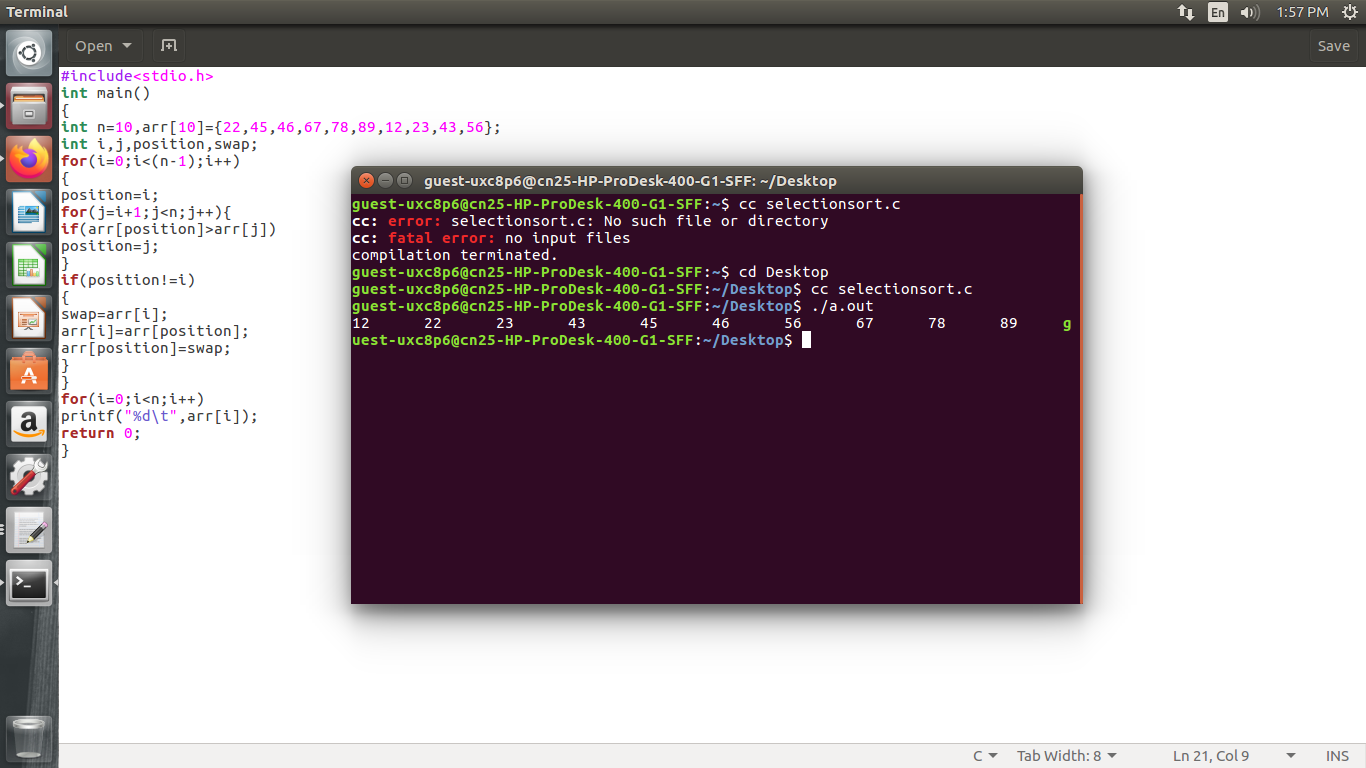 Terminal
En
1:57 PM
Open
Save
#include<stdio.h>
int main()
{
int n=10,arr[10]={22,45,46,67,78,89,12,23,43,56};
int i,j,position,swap;
for(i=0;i<(n-1);i++)
{
position=i;
for(j=i+1;j<n;j++){
if(arr[position]>arr[j])
position=j;
}
if(position!=i)
{
swap=arr[i];
arr[i]=arr[position];
arr[position]=swap;
}
}
for(i=0;i<n;i++)
printf("%d\t",arr[i]);
return 0;
}
guest-uxc8p6@cn25-HP-ProDesk-400-G1-SFF: ~/Desktop
guest-uxc8p6@cn25-HP-ProDesk-400-G1-SFF:~$ cc selectionsort.c
cc: error: selectionsort.c: No such file or directory
cc: fatal error: no input files
compilation terminated.
guest-uxc8p6@cn25-HP-ProDesk-400-G1-SFF:~$ cd Desktop
guest-uxc8p6@cn25-HP-ProDesk-400-G1-SFF:~/Desktop$ cc selectionsort.c
guest-uxc8p6@cn25-HP-ProDesk-400-G1-SFF:~/Desktop$ ./a.out
12 22 23 43 45 46 56 67 78 89 g
uest-uxc8p6@cn25-HP-ProDesk-400-G1-SFF:~/Desktop$
C Tab Width: 8 Ln 21, Col 9 INS